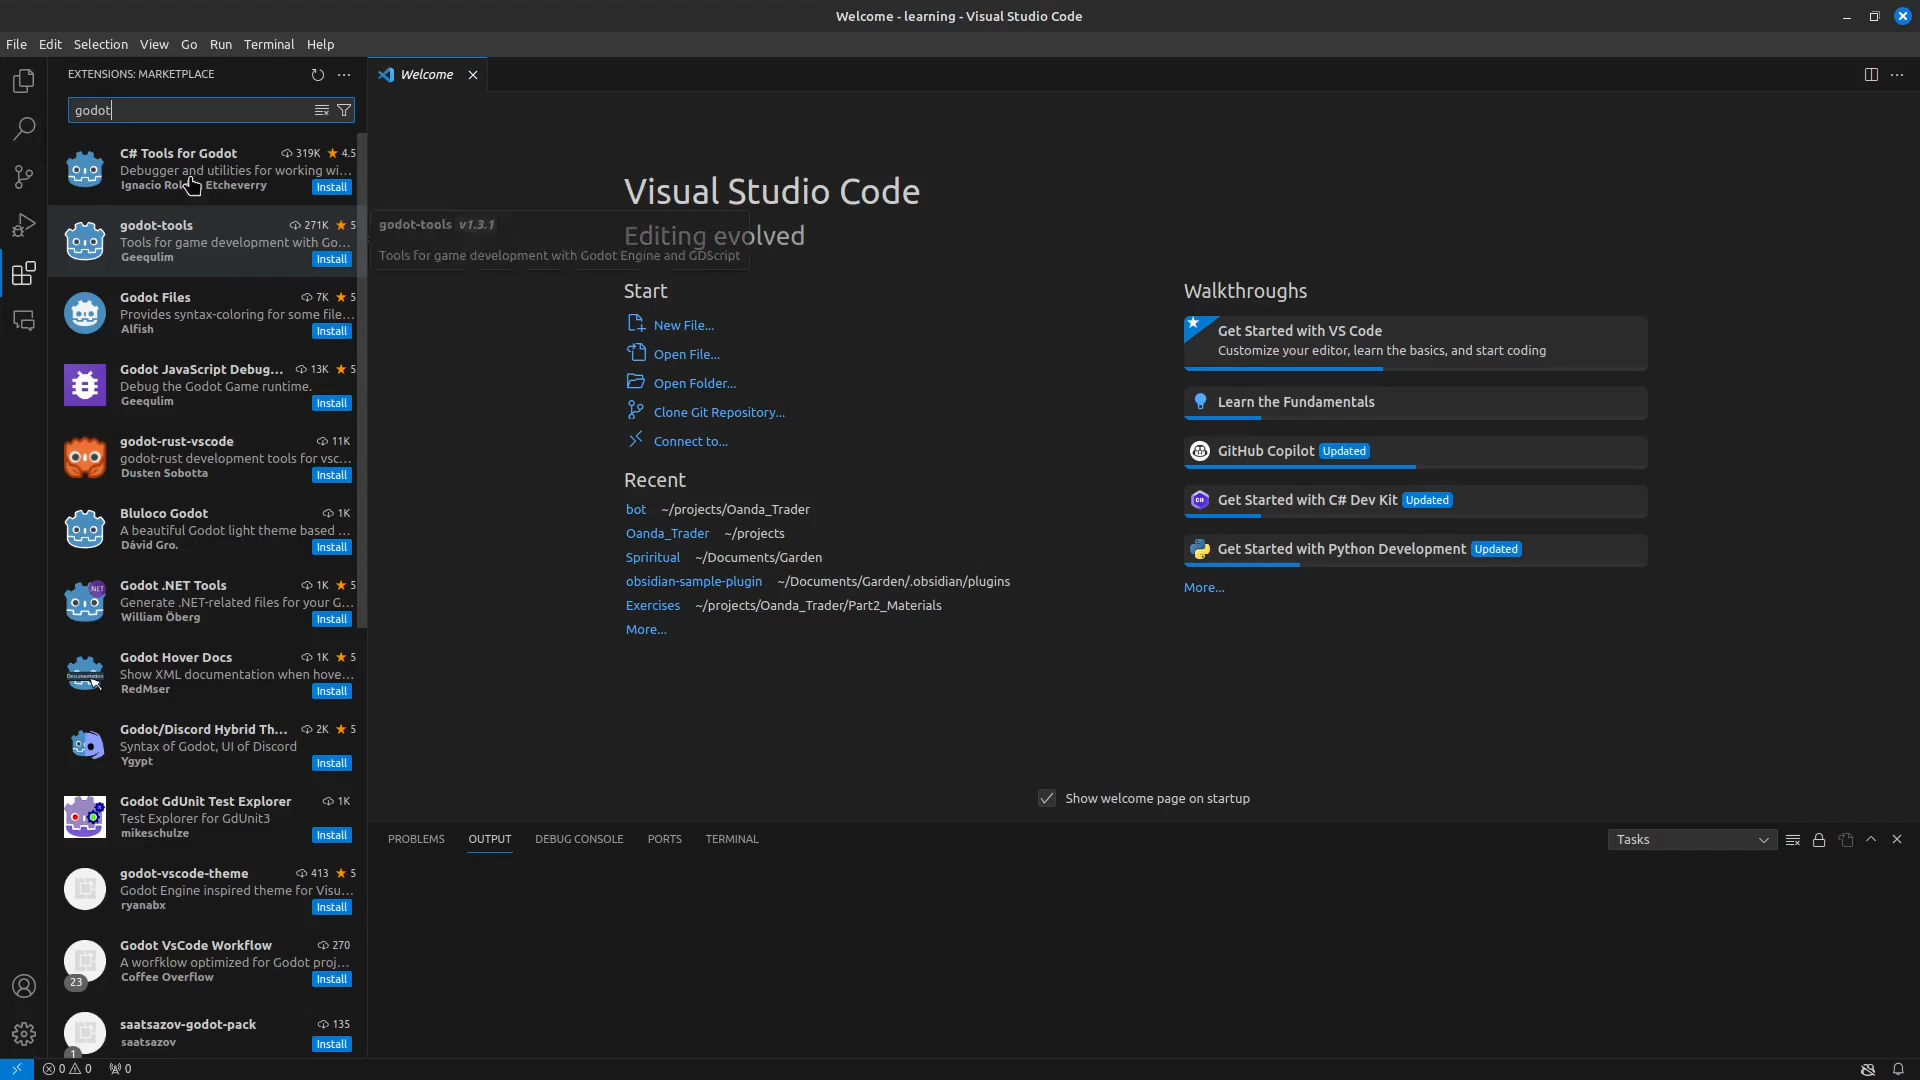 Welcome - learning - Visual Studio Code
File Edit Selection View Go Run Terminal Help
EXTENSIONS: MARKETPLACE
godot
C# Tools for Godot 319K 4.5
Debugger and utilities for working wi...
Ignacio Etcheverry Install
godot-tools 271K 5
Tools for game development with Go...
Geequlim Install
Godot Files 7K 5
Provides syntax-coloring for some file...
Alfish Install
Godot JavaScript Debug... 13K 5
Debug the Godot Game runtime.
Geequlim Install
godot-rust-vscode 11K
godot-rust development tools for vsc...
Dusten Sobotta Install
Bluloco Godot 1K
A beautiful Godot light theme based ...
Dávid Gro. Install
Godot .NET Tools 1K 5
Generate .NET-related files for your G...
William Öberg Install
Godot Hover Docs 1K 5
Show XML documentation when hove...
RedMser Install
Godot/Discord Hybrid Th... 2K 5
Syntax of Godot, UI of Discord
Ygypt Install
Godot GdUnit Test Explorer 1K
Test Explorer for GdUnit3
mikeschulze Install
godot-vscode-theme 413 5
Godot Engine inspired theme for Visu...
ryanabx Install
Godot VsCode Workflow 270
A worfklow optimized for Godot proj...
Coffee Overflow Install
23
saatsazov-godot-pack 135
saatsazov Install
1
Welcome
Visual Studio Code
godot-tools v1.3.1
Editing evolved
Tools for game development with Godot Engine and GDScript
Start
New File...
Open File...
Open Folder...
Clone Git Repository...
Connect to...
Recent
bot ~/projects/Oanda_Trader
Oanda_Trader ~/projects
Spriritual ~/Documents/Garden
obsidian-sample-plugin ~/Documents/Garden/.obsidian/plugins
Exercises ~/projects/Oanda_Trader/Part2_Materials
More...
Walkthroughs
Get Started with VS Code
Customize your editor, learn the basics, and start coding
Learn the Fundamentals
GitHub Copilot Updated
Get Started with C# Dev Kit Updated
Get Started with Python Development Updated
More...
Show welcome page on startup
PROBLEMS OUTPUT DEBUG CONSOLE PORTS TERMINAL Tasks
0 0 0